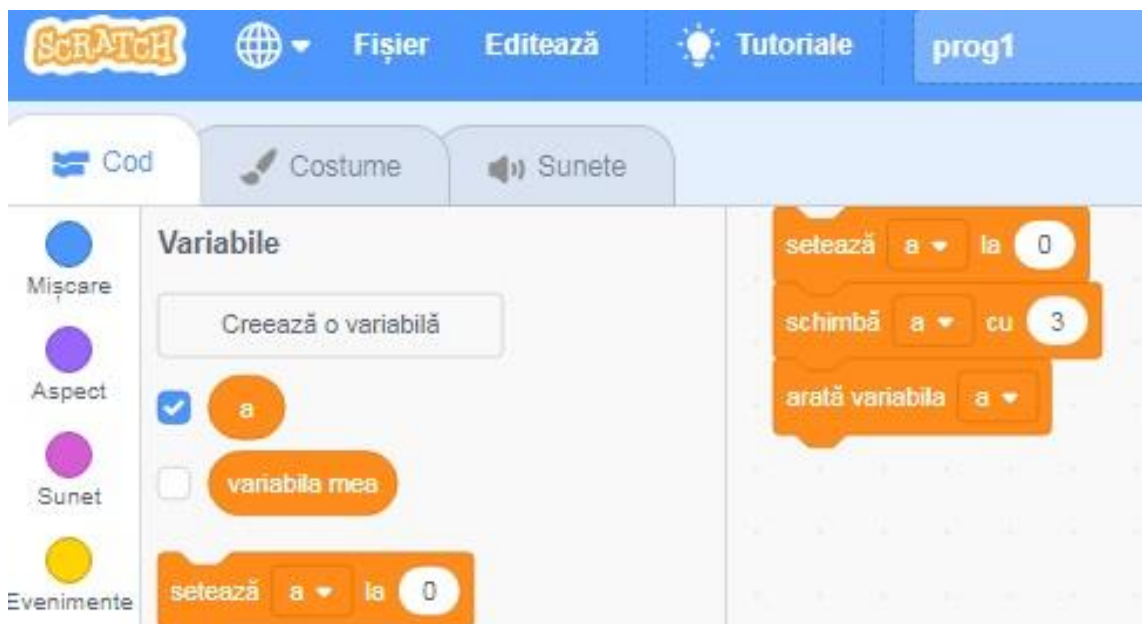 SCRATCH Fișier Editează Tutoriale prog1
Cod Costume Sunete
Mișcare
Aspect
Sunet
Evenimente
Variabile
Creează o variabilă
a
variabila mea
setează a la 0
setează a la 0
schimbă a cu 3
arată variabila a